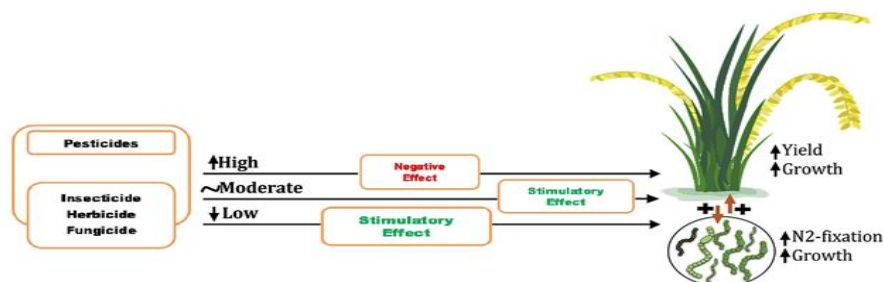 Pesticides
Insecticide
Herbicide
Fungicide
↑High
~Moderate
↓Low
Negative
Effect
Stimulatory
Effect
Stimulatory
Effect
↑Yield
↑Growth
+ +
↑N2-fixation
↑Growth